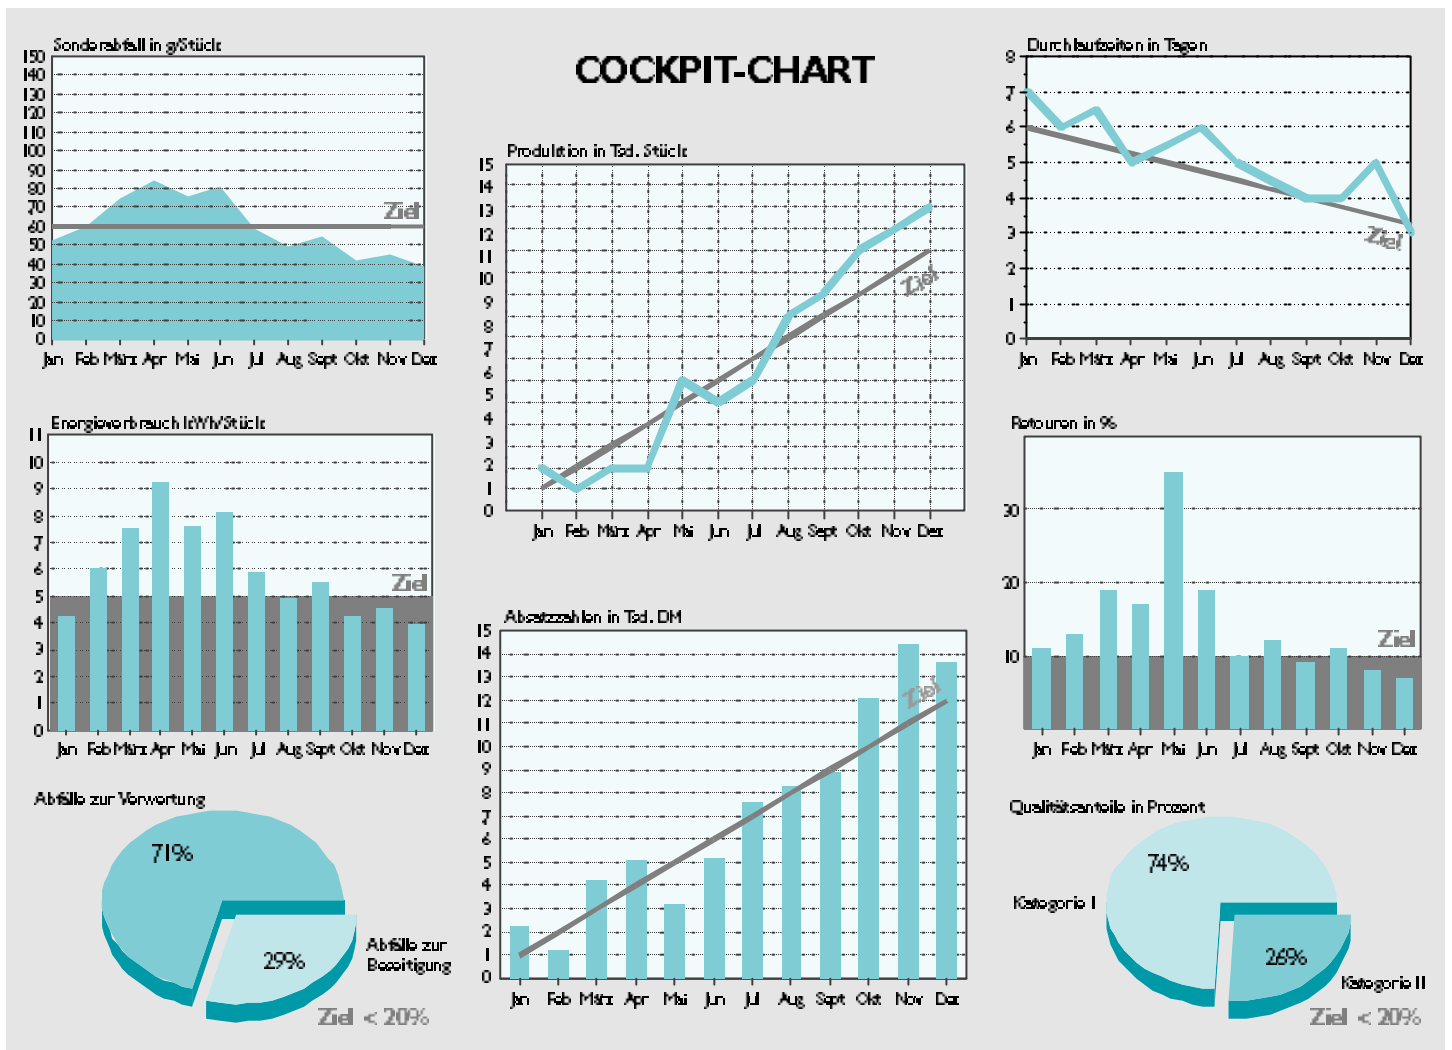 COCKPIT-CHART
Sonderabfall in g/Stück
150
140
130
120
110
100
90
80
70
60
50
40
30
20
10
0
Ziel
Jan Feb März Apr Mai Jun Jul Aug Sept Okt Nov Dez
Energieverbrauch kWh/Stück
11
10
9
8
7
6
5
4
3
2
1
0
Ziel
Jan Feb März Apr Mai Jun Jul Aug Sept Okt Nov Dez
Abfälle zur Verwertung
71%
29%
Abfälle zur
Beseitigung
Ziel < 20%
Produktion in Tsd. Stück
15
14
13
12
11
10
9
8
7
6
5
4
3
2
1
0
Ziel
Jan Feb März Apr Mai Jun Jul Aug Sept Okt Nov Dez
Absatzzahlen in Tsd. DM
15
14
13
12
11
10
9
8
7
6
5
4
3
2
1
0
Ziel
Jan Feb März Apr Mai Jun Jul Aug Sept Okt Nov Dez
Durchlaufzeiten in Tagen
8
7
6
5
4
3
2
1
0
Ziel
Jan Feb März Apr Mai Jun Jul Aug Sept Okt Nov Dez
Retouren in %
30
20
10
Ziel
Jan Feb März Apr Mai Jun Jul Aug Sept Okt Nov Dez
Qualitätsanteile in Prozent
74%
Kategorie I
26%
Kategorie II
Ziel < 20%